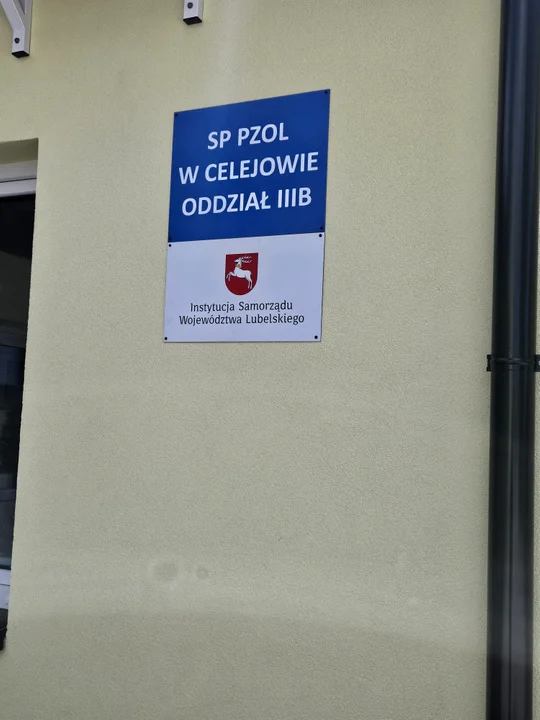 SP PZOL
W CELEJOWIE
ODDZIAŁ IIIB
Instytucja Samorządu
Województwa Lubelskiego